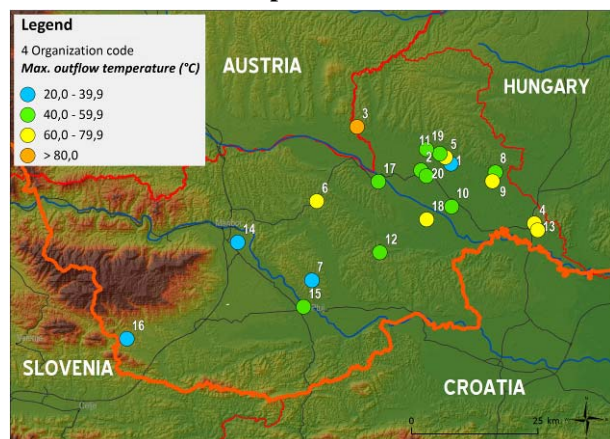 Legend
4 Organization code
Max. outflow temperature (°C)
20,0 - 39,9
40,0 - 59,9
60,0 - 79,9
> 80,0
AUSTRIA
HUNGARY
3
11
19
5
2
1
8
20
17
9
6
10
4
18
13
14
12
7
15
16
SLOVENIA
CROATIA
0
25 km